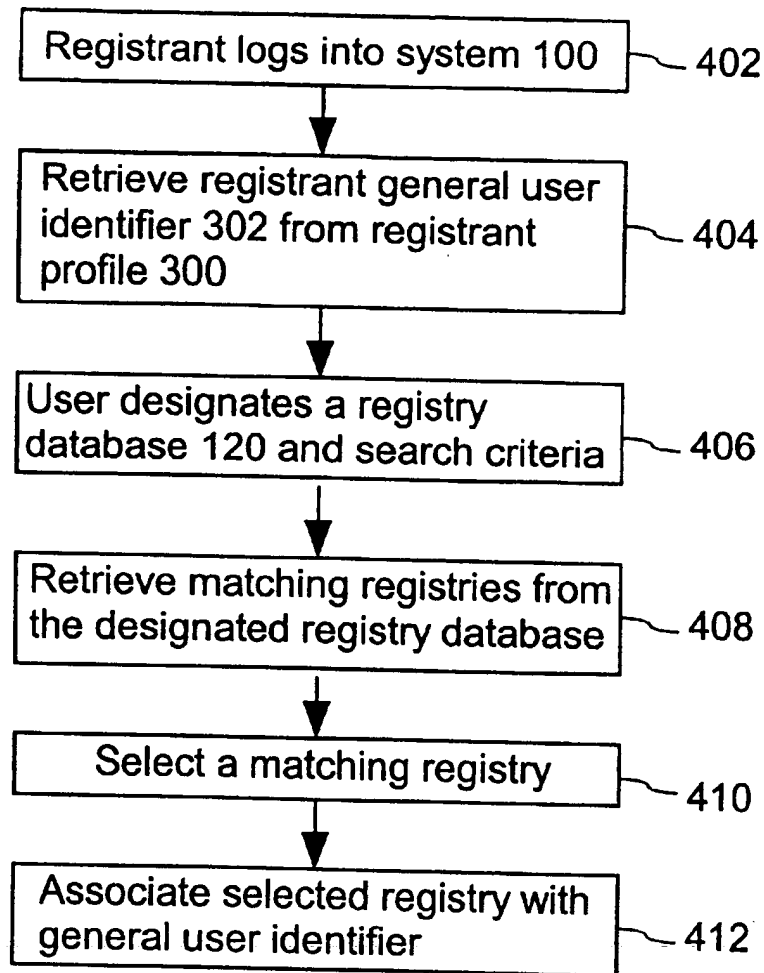 Registrant logs into system 100
402
Retrieve registrant general user
identifier 302 from registrant
profile 300
404
User designates a registry
database 120 and search criteria
406
Retrieve matching registries from
the designated registry database
408
Select a matching registry
410
Associate selected registry with
general user identifier
412